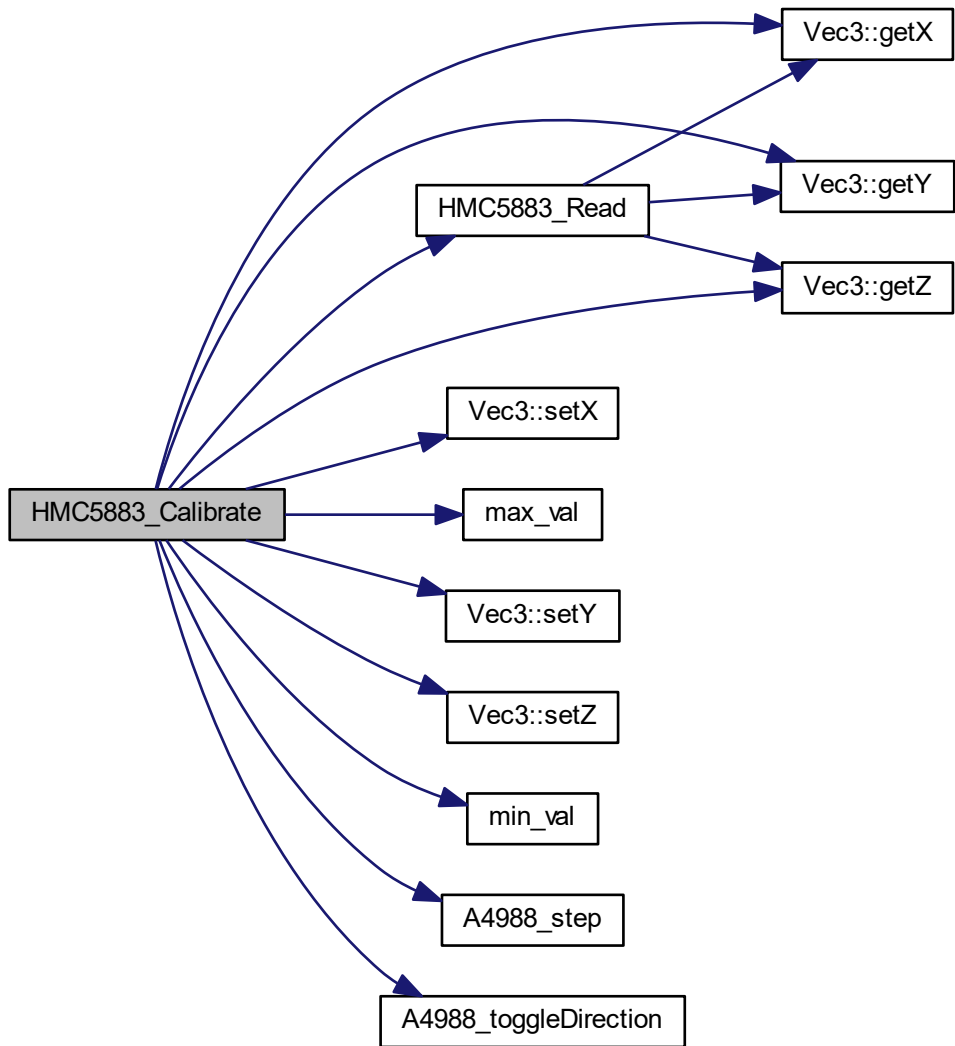 Vec3::getX
Vec3::getY
HMC5883_Read
Vec3::getZ
Vec3::setX
HMC5883_Calibrate
max_val
Vec3::setY
Vec3::setZ
min_val
A4988_step
A4988_toggleDirection